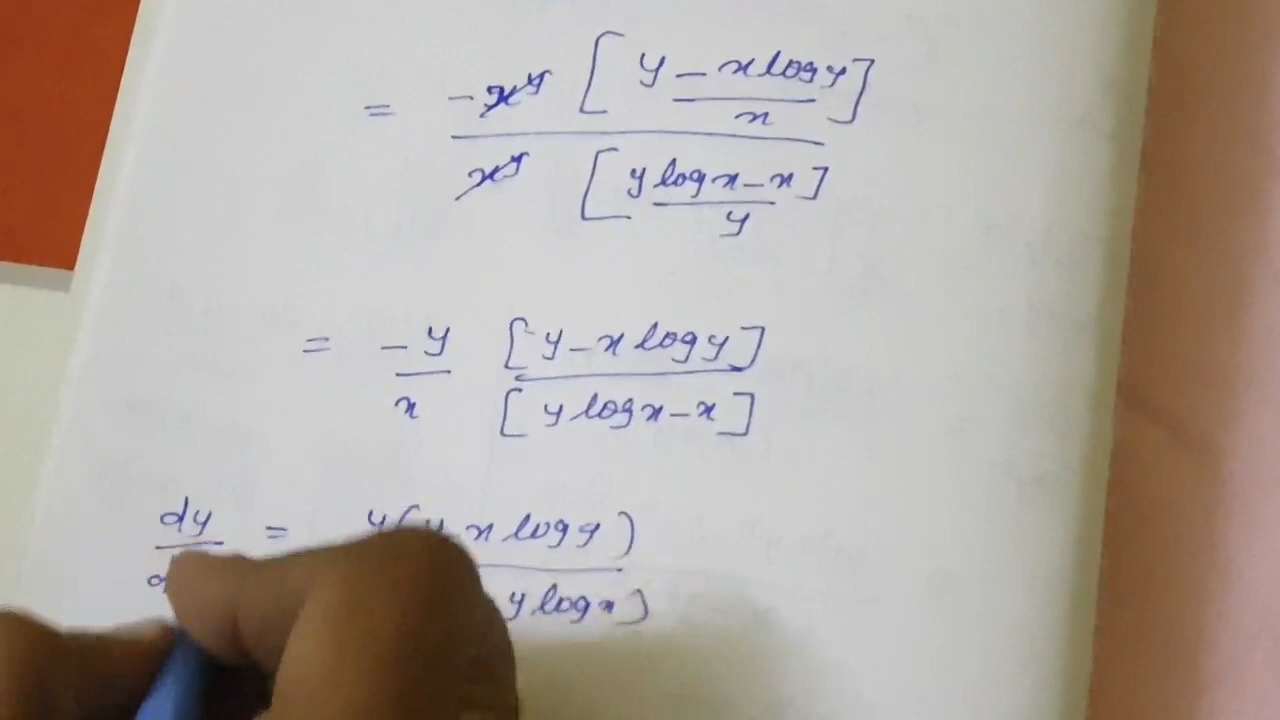 = -x^y [y - x log y / x] / x^y [y log x - x / y]
= -y/x [y - x log y] / [y log x - x]
dy = y(y x log y) / y log x)